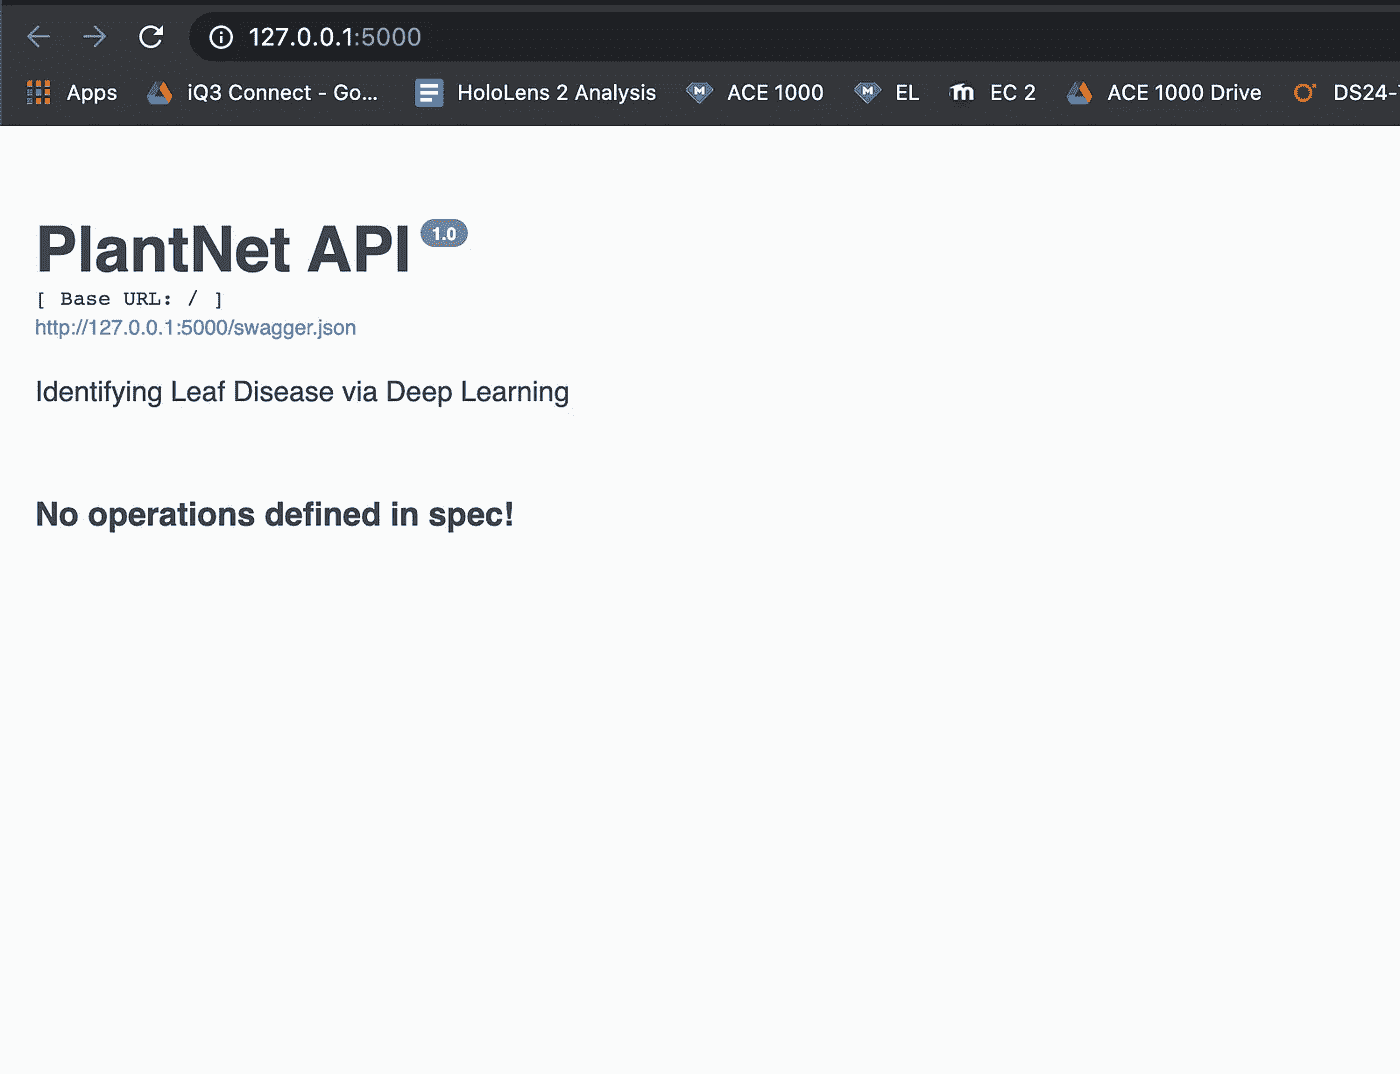 127.0.0.1:5000
Apps iQ3 Connect - Go... HoloLens 2 Analysis M ACE 1000 M EL m EC 2 ACE 1000 Drive DS24-
PlantNet API 1.0
[ Base URL: / ]
http://127.0.0.1:5000/swagger.json
Identifying Leaf Disease via Deep Learning
No operations defined in spec!